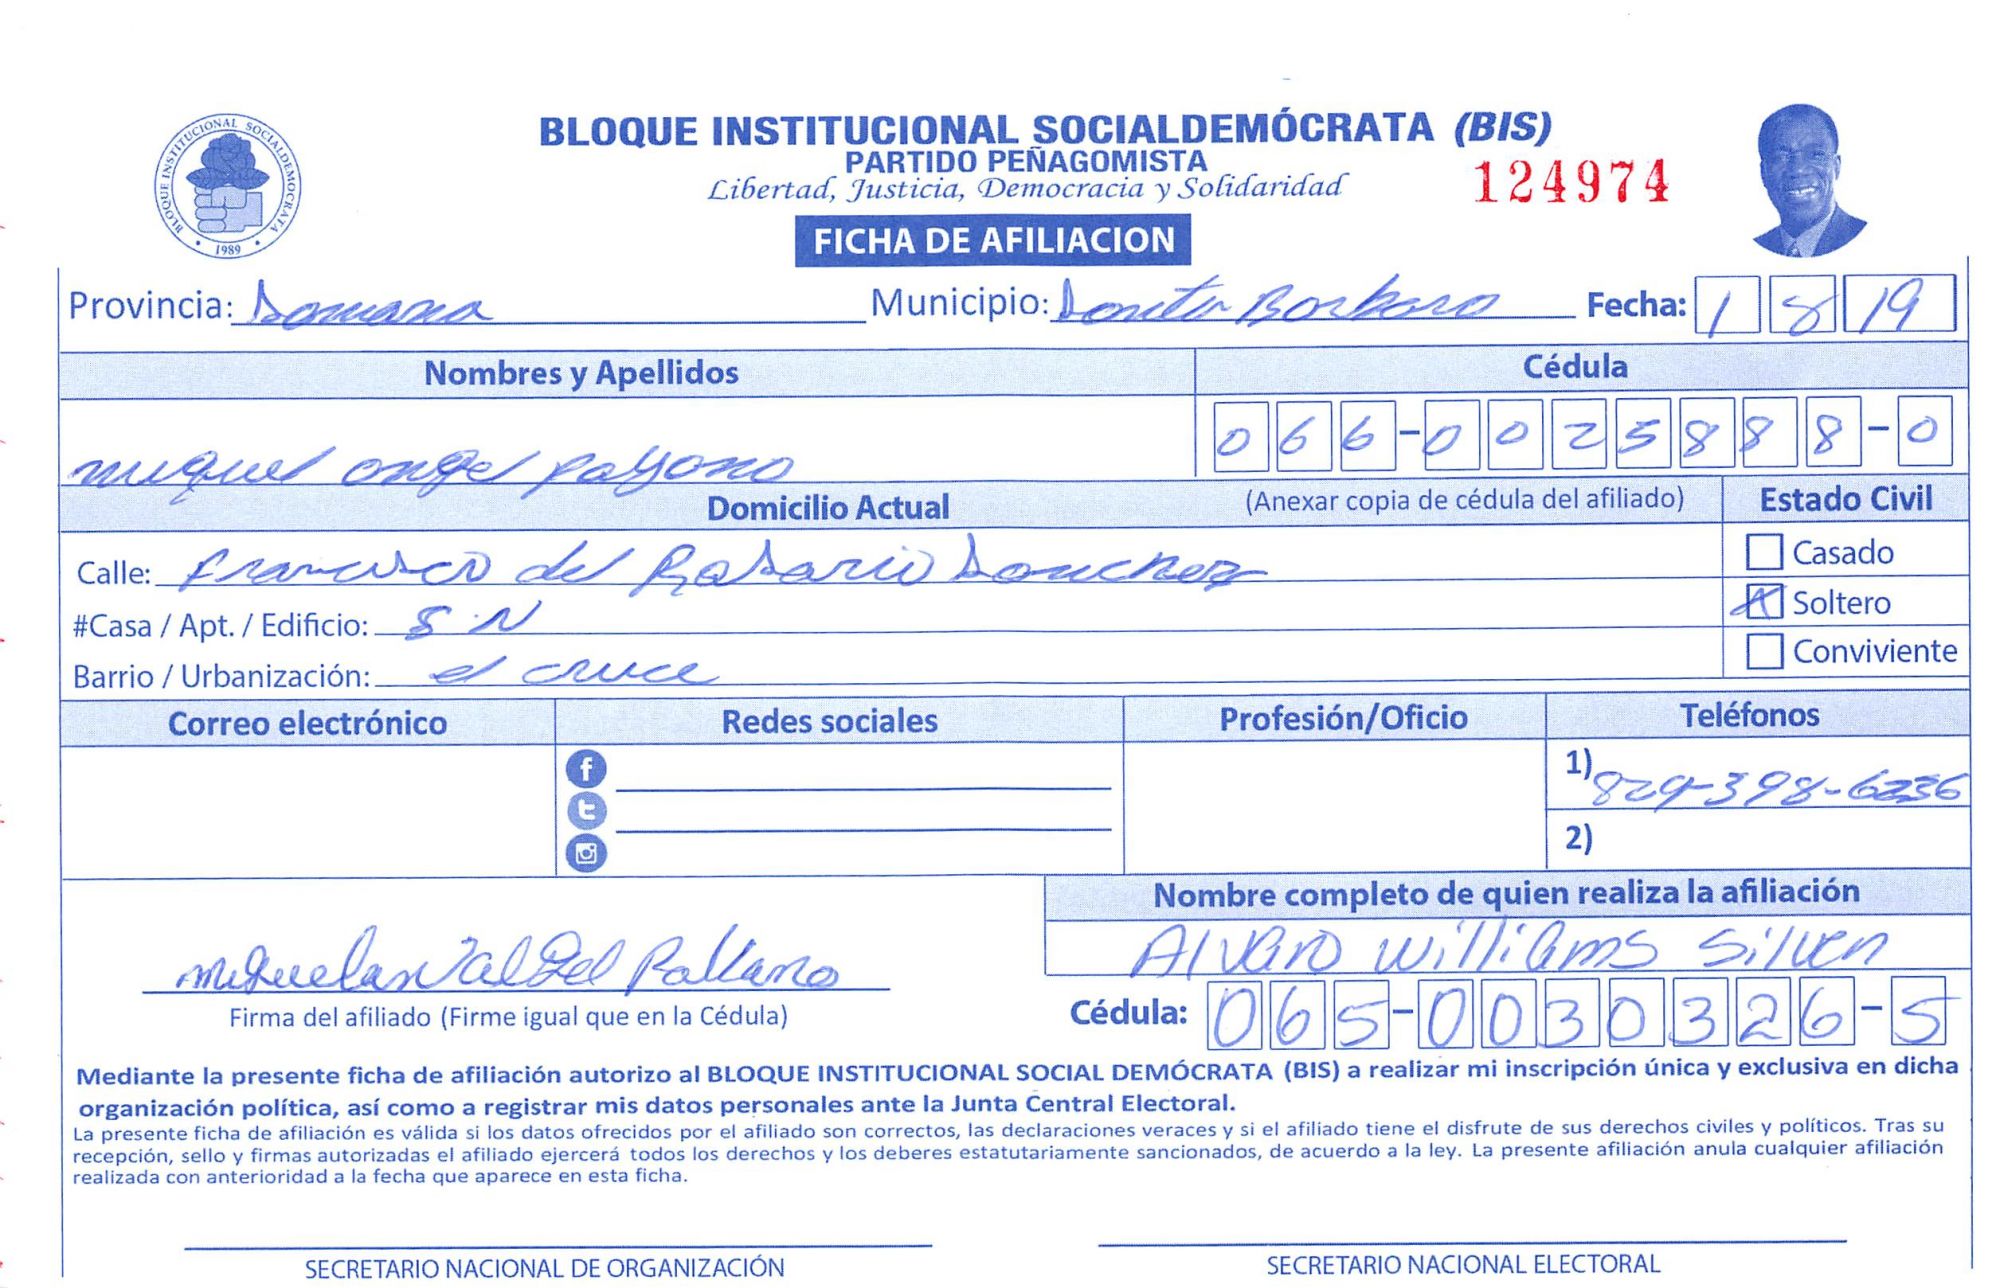 BLOQUE INSTITUCIONAL SOCIALDEMOCRATA
1989
BLOQUE INSTITUCIONAL SOCIALDEMÓCRATA (BIS)
PARTIDO PEÑAGOMISTA
Libertad, Justicia, Democracia y Solidaridad
124974
FICHA DE AFILIACION
Provincia: Samana Municipio: Santa Barbara Fecha: 1 8 19
Nombres y Apellidos Cédula
miguel angel payano 066-0025888-0
Domicilio Actual (Anexar copia de cédula del afiliado) Estado Civil
Calle: Francisco del Rosario Sanchez Casado
#Casa / Apt. / Edificio: S N Soltero
Barrio / Urbanización: el cruce Conviviente
Correo electrónico Redes sociales Profesión/Oficio Teléfonos
1) 829-398-6236
2)
Nombre completo de quien realiza la afiliación
Alvaro Williams Silven
Firma del afiliado (Firme igual que en la Cédula) Cédula: 065-0030326-5
Mediante la presente ficha de afiliación autorizo al BLOQUE INSTITUCIONAL SOCIAL DEMÓCRATA (BIS) a realizar mi inscripción única y exclusiva en dicha
organización política, así como a registrar mis datos personales ante la Junta Central Electoral.
La presente ficha de afiliación es válida si los datos ofrecidos por el afiliado son correctos, las declaraciones veraces y si el afiliado tiene el disfrute de sus derechos civiles y políticos. Tras su
recepción, sello y firmas autorizadas el afiliado ejercerá todos los derechos y los deberes estatutariamente sancionados, de acuerdo a la ley. La presente afiliación anula cualquier afiliación
realizada con anterioridad a la fecha que aparece en esta ficha.
SECRETARIO NACIONAL DE ORGANIZACIÓN SECRETARIO NACIONAL ELECTORAL